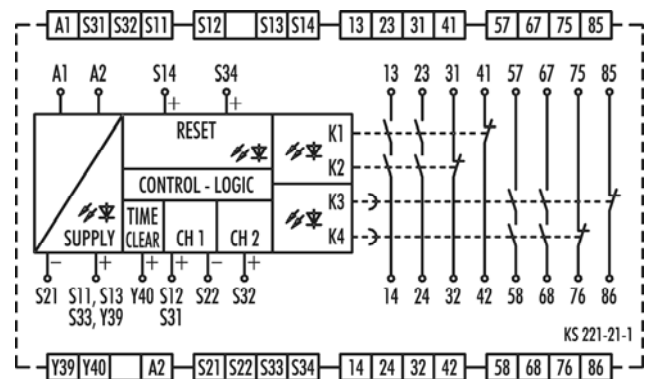 A1 S31 S32 S11 S12 S13 S14 13 23 31 41 57 67 75 85
A1 A2 S14 S34 13 23 31 41 57 67 75 85
+ +
RESET
K1
K2
CONTROL - LOGIC
K3
K4
SUPPLY
TIME
CLEAR
CH 1
CH 2
− + + + − +
S21 S11, S13 Y40 S12 S22 S32 14 24 32 42 58 68 76 86
S33, Y39 S31
KS 221-21-1
Y39 Y40 A2 S21 S22 S33 S34 14 24 32 42 58 68 76 86